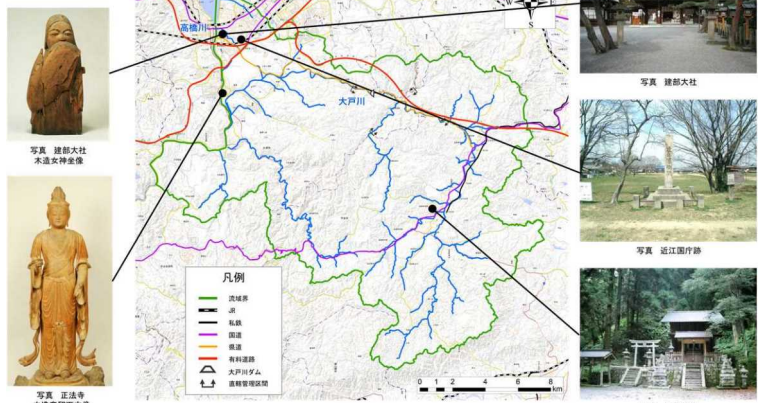 高橋川
大戸川
S
写真 建部大社
木造女神坐像
写真 正法寺
写真 建部大社
写真 近江国庁跡
凡例
流域界
JR
私鉄
国道
県道
有料道路
大戸川ダム
直轄管理区間
0 1 2 4 6 8
km